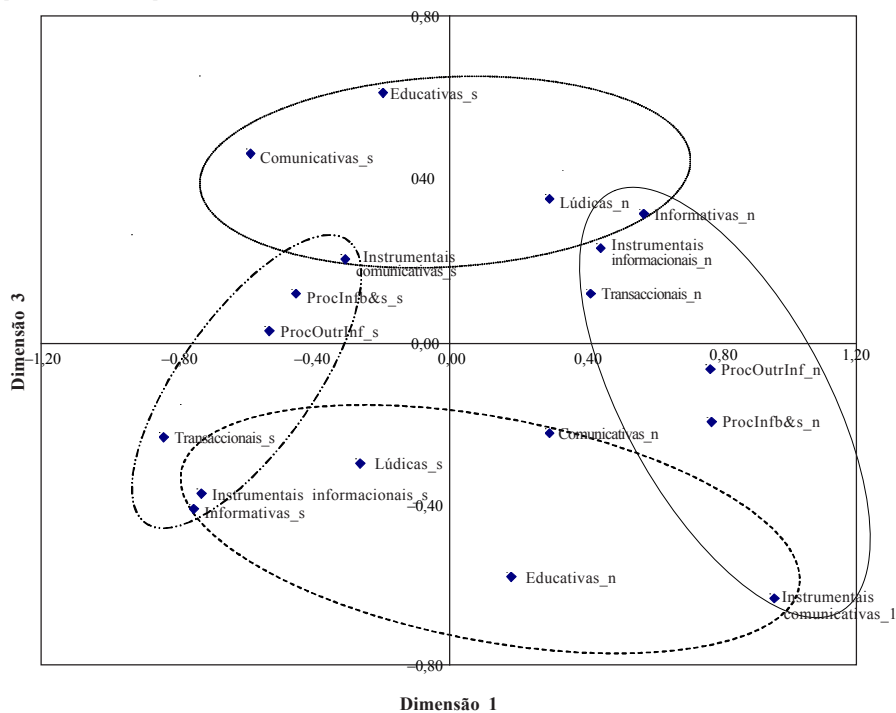 0,80
Educativas_s
Comunicativas_s
040
Lúdicas_n
Informativas_n
Instrumentais
comunicativas_s
Instrumentais
informacionais_n
ProcInfb&s_s
Transaccionais_n
ProcOutrInf_s
Dimensão 3
–1,20
–0,80
–0,40
0,00
0,00
0,40
0,80
1,20
ProcOutrInf_n
ProcInfb&s_n
Transaccionais_s
Comunicativas_n
Lúdicas_s
Instrumentais informacionais_s
–0,40
Informativas_s
Educativas_n
Instrumentais
comunicativas_1
–0,80
Dimensão 1